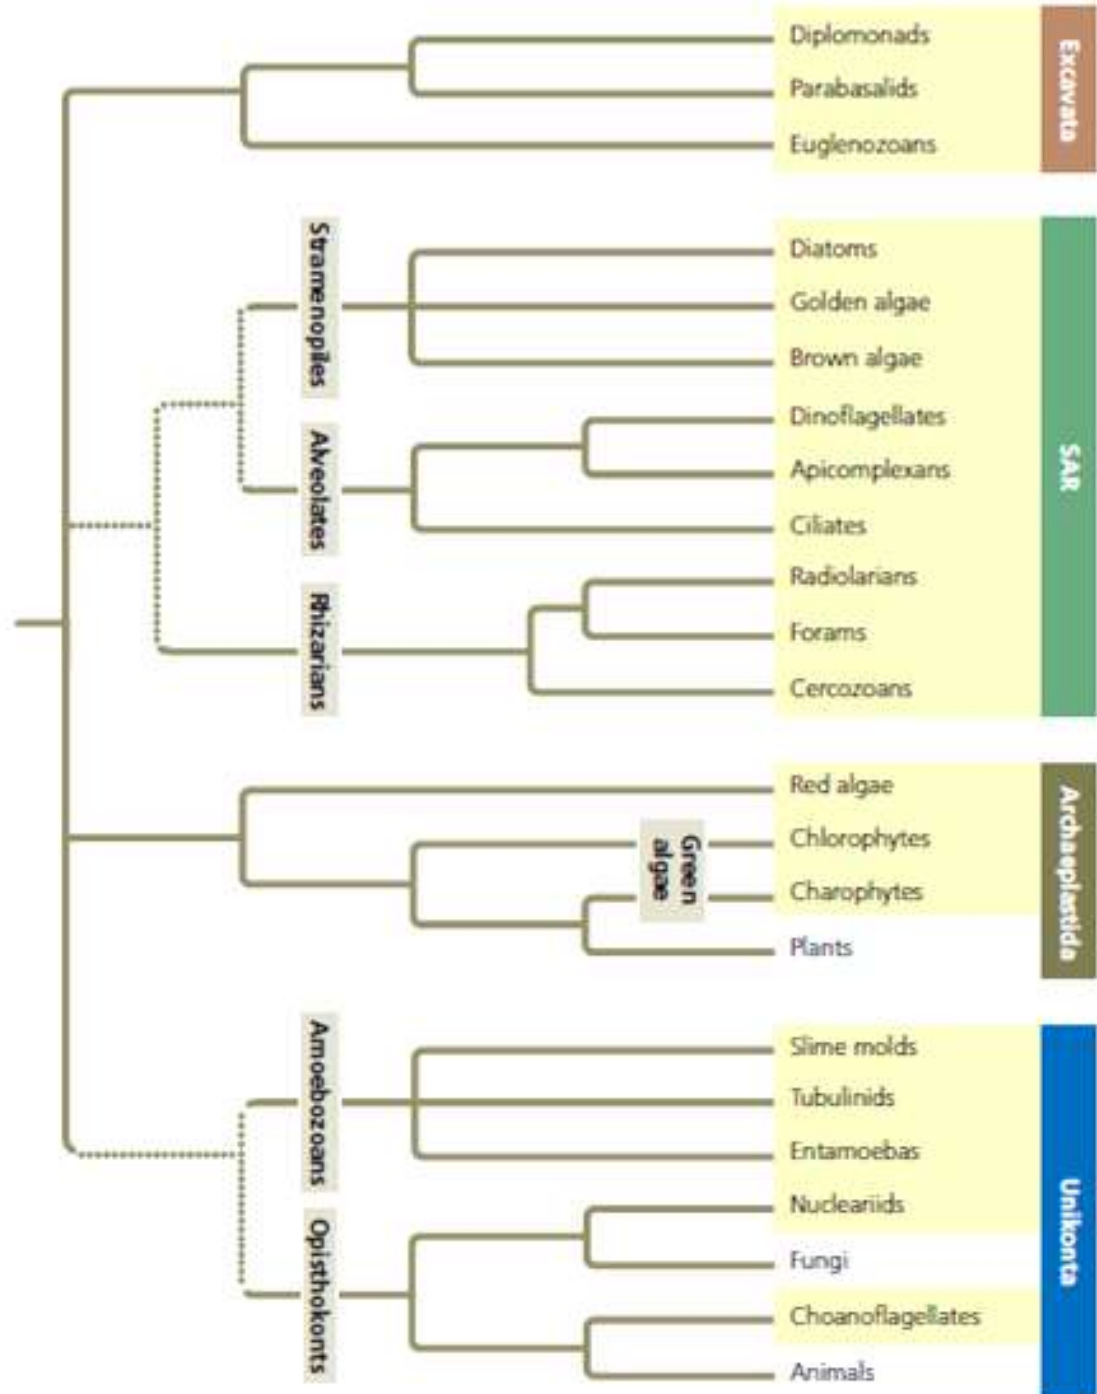 Diplomonads
Parabasalids
Euglenozoans
Excavata
Stramenopiles
Diatoms
Golden algae
Brown algae
Alveolates
Dinoflagellates
Apicomplexans
Ciliates
Rhizarians
Radiolarians
Forams
Cercozoans
SAR
Red algae
Green
algae
Chlorophytes
Charophytes
Plants
Archaeplastida
Amoebozoans
Slime molds
Tubulinids
Entamoebas
Opisthokonts
Nucleariids
Fungi
Choanoflagellates
Animals
Unikonta